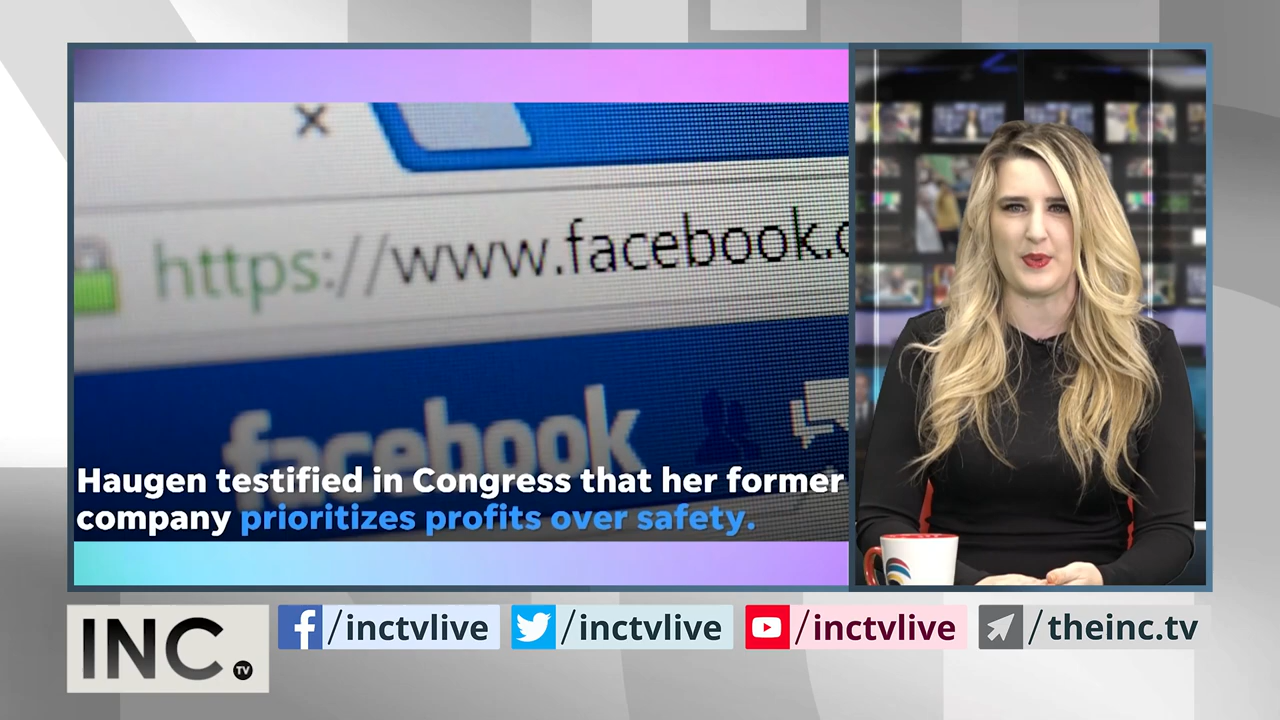 https://www.facebook.c
facebook
Haugen testified in Congress that her former
company prioritizes profits over safety.
INC.
TV
/inctvlive
/inctvlive
/inctvlive
/theinc.tv